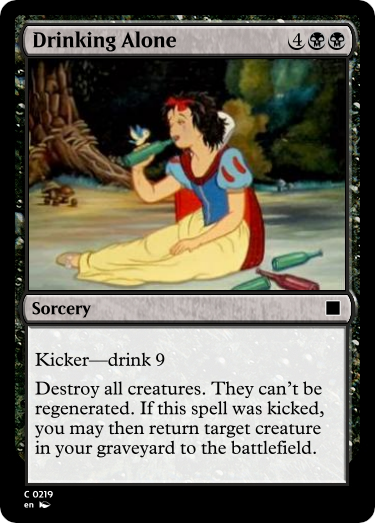 Drinking Alone 4
Sorcery
Kicker—drink 9
Destroy all creatures. They can't be
regenerated. If this spell was kicked,
you may then return target creature
in your graveyard to the battlefield.
C 0219
en